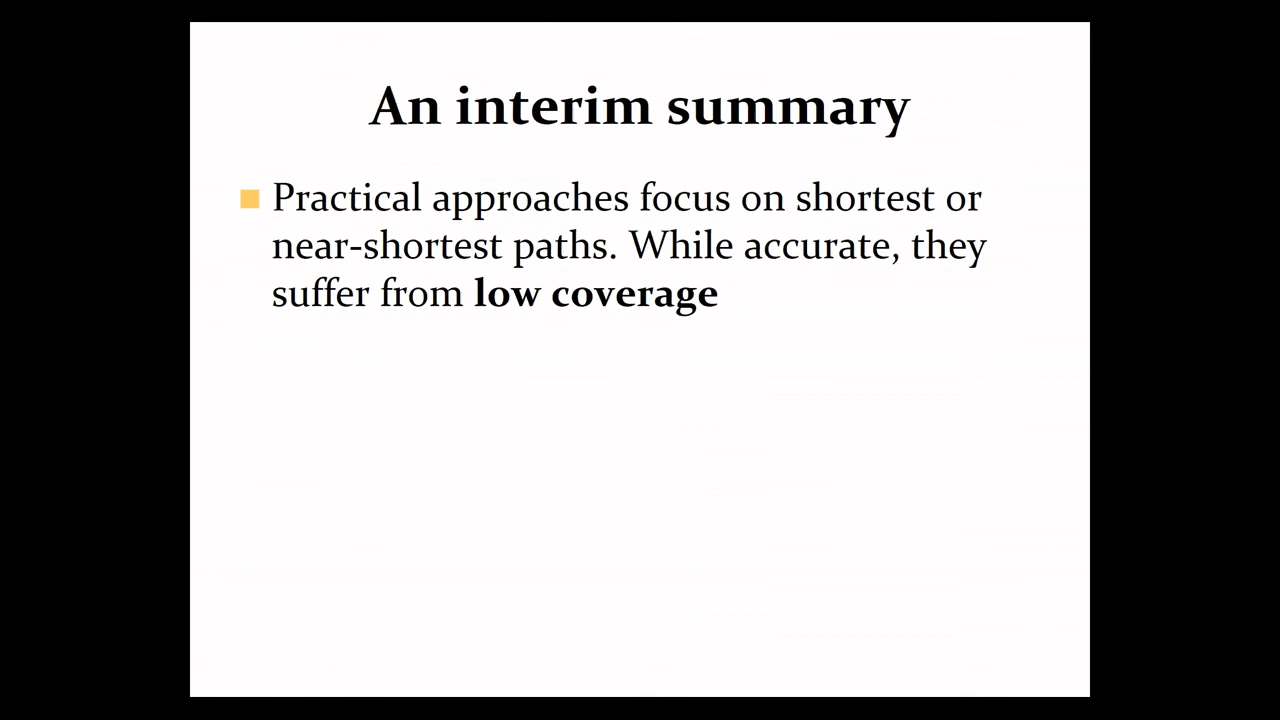 An interim summary
Practical approaches focus on shortest or
near-shortest paths. While accurate, they
suffer from low coverage